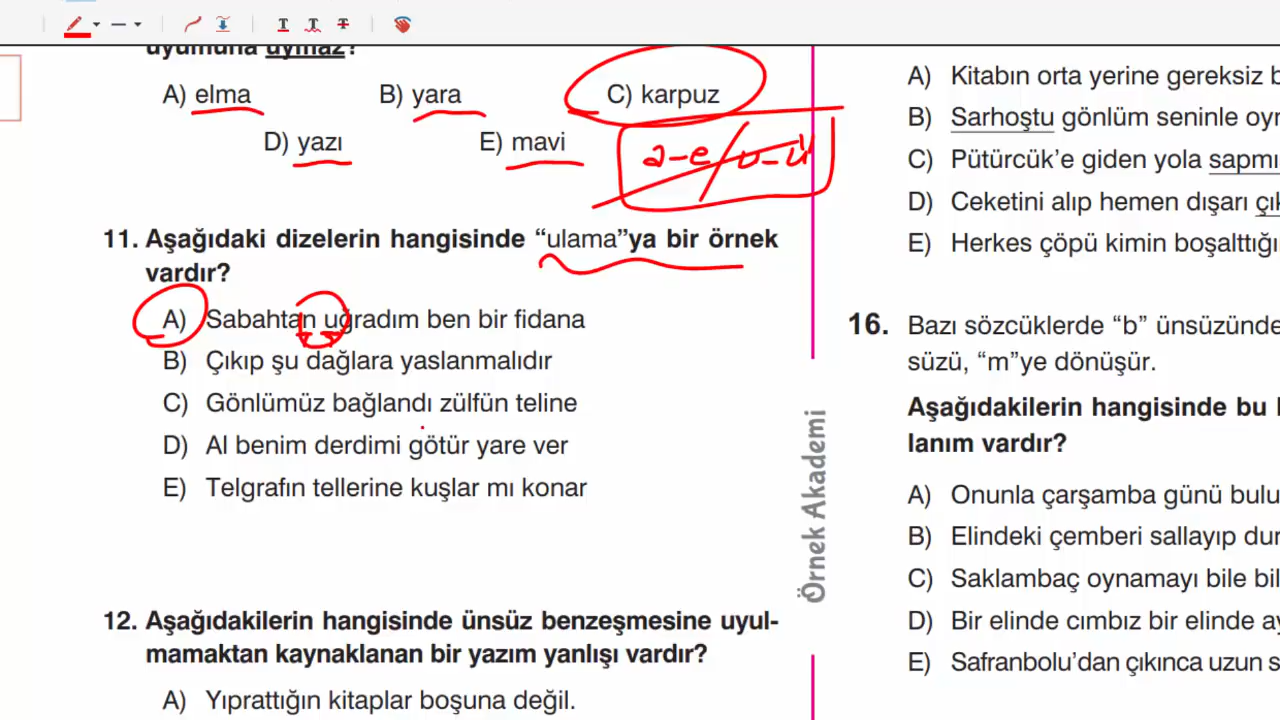 uyumuna uymaz?
A) elma
B) yara
C) karpuz
D) yazı
E) mavi
a-e/u-ü
11. Aşağıdaki dizelerin hangisinde “ulama”ya bir örnek
vardır?
A) Sabahtan uğradım ben bir fidana
B) Çıkıp şu dağlara yaslanmalıdır
C) Gönlümüz bağlandı zülfün teline
D) Al benim derdimi götür yare ver
E) Telgrafın tellerine kuşlar mı konar
12. Aşağıdakilerin hangisinde ünsüz benzeşmesine uyul-
mamaktan kaynaklanan bir yazım yanlışı vardır?
A) Yıprattığın kitaplar boşuna değil.
Örnek Akademi
A) Kitabın orta yerine gereksiz b
B) Sarhoştu gönlüm seninle oyn
C) Pütürcük’e giden yola sapmı
D) Ceketini alıp hemen dışarı çık
E) Herkes çöpü kimin boşalttığı
16. Bazı sözcüklerde “b” ünsüzünde
süzü, “m”ye dönüşür.
Aşağıdakilerin hangisinde bu k
lanım vardır?
A) Onunla çarşamba günü bulu
B) Elindeki çemberi sallayıp dur
C) Saklambaç oynamayı bile bil
D) Bir elinde cımbız bir elinde ay
E) Safranbolu’dan çıkınca uzun s